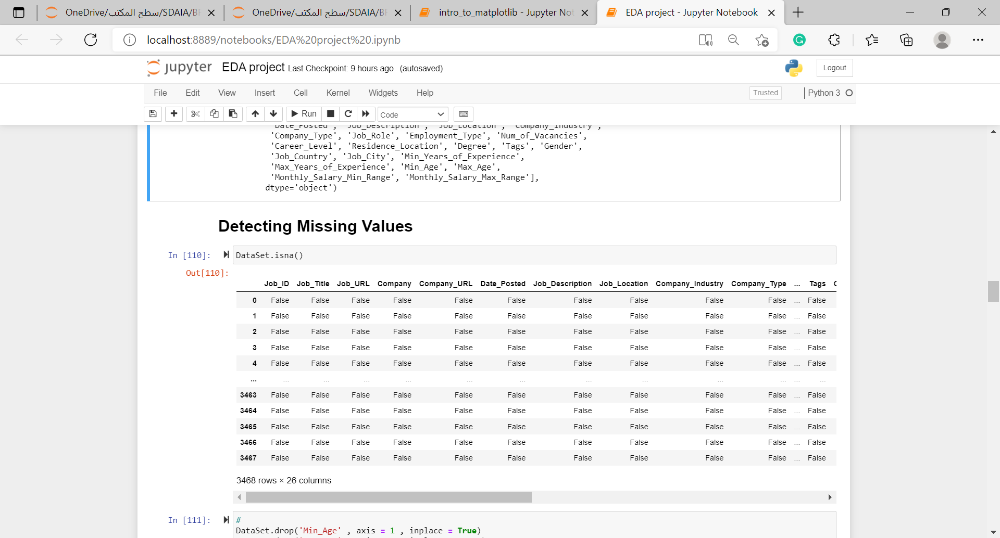 OneDrive/سطح المكتب/SDAIA/BF
OneDrive/سطح المكتب/SDAIA/BF
intro_to_matplotlib - Jupyter Not
EDA project - Jupyter Notebook
localhost:8889/notebooks/EDA%20project%20.ipynb
jupyter EDA project Last Checkpoint: 9 hours ago (autosaved)
Logout
File Edit View Insert Cell Kernel Widgets Help
Trusted
Python 3
Run
Code
'Date_Posted', 'Job_Description', 'Job_Location', 'Company_Industry',
'Company_Type', 'Job_Role', 'Employment_Type', 'Num_of_Vacancies',
'Career_Level', 'Residence_Location', 'Degree', 'Tags', 'Gender',
'Job_Country', 'Job_City', 'Min_Years_of_Experience',
'Max_Years_of_Experience', 'Min_Age', 'Max_Age',
'Monthly_Salary_Min_Range', 'Monthly_Salary_Max_Range'],
dtype='object')
Detecting Missing Values
In [110]: DataSet.isna()
Out[110]:
Job_ID Job_Title Job_URL Company Company_URL Date_Posted Job_Description Job_Location Company_Industry Company_Type ... Tags
0 False False False False False False False False False False ... False
1 False False False False False False False False False False ... False
2 False False False False False False False False False False ... False
3 False False False False False False False False False False ... False
4 False False False False False False False False False False ... False
... ... ... ... ... ... ... ... ... ... ... ... ...
3463 False False False False False False False False False False ... False
3464 False False False False False False False False False False ... False
3465 False False False False False False False False False False ... False
3466 False False False False False False False False False False ... False
3467 False False False False False False False False False False ... False
3468 rows × 26 columns
In [111]: #
DataSet.drop('Min_Age' , axis = 1 , inplace = True)